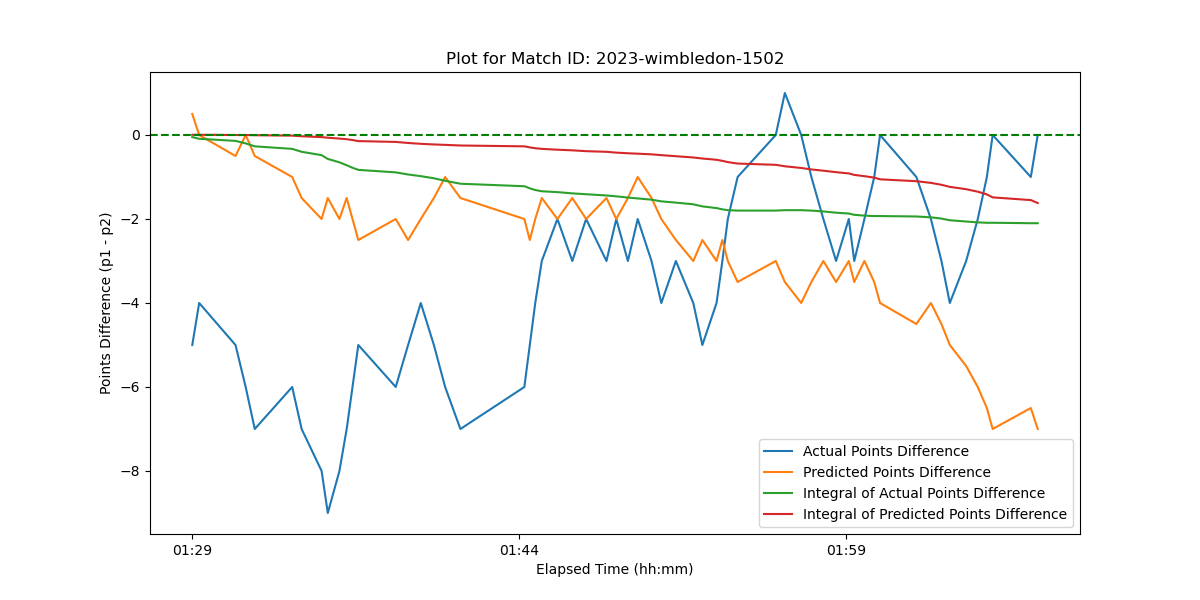 Plot for Match ID: 2023-wimbledon-1502
Points Difference (p1 - p2)
0
−2
−4
−6
−8
01:29
01:44
01:59
Elapsed Time (hh:mm)
Actual Points Difference
Predicted Points Difference
Integral of Actual Points Difference
Integral of Predicted Points Difference